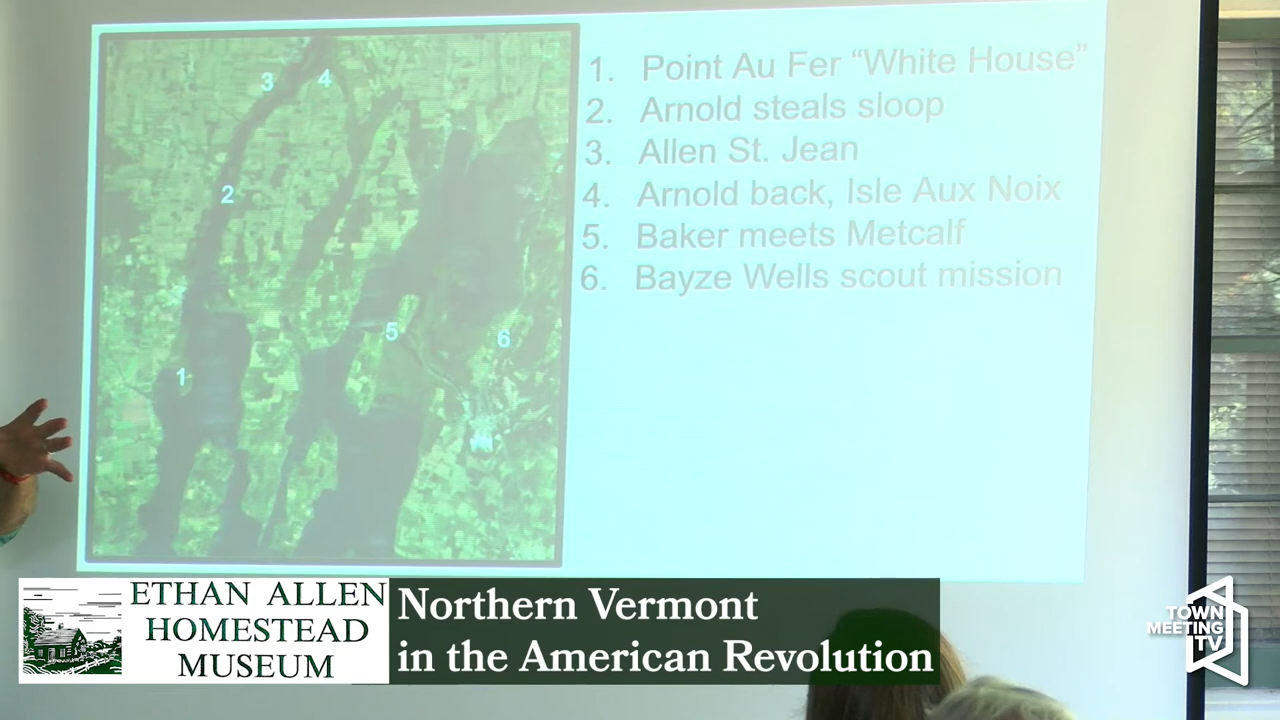 3
4
2
5
6
1
1. Point Au Fer “White House”
2. Arnold steals sloop
3. Allen St. Jean
4. Arnold back, Isle Aux Noix
5. Baker meets Metcalf
6. Bayze Wells scout mission
ETHAN ALLEN
HOMESTEAD
MUSEUM
Northern Vermont
in the American Revolution
TOWN
MEETING
TV